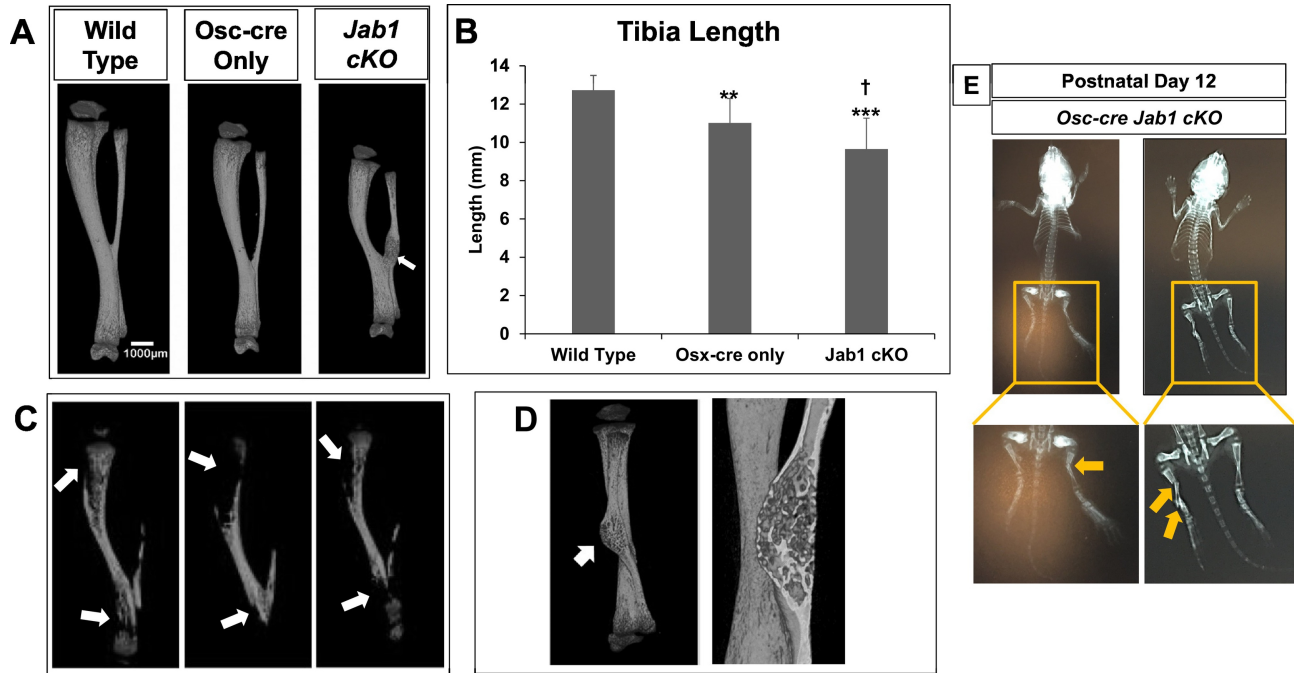 A
Wild
Type
Osc-cre
Only
Jab1
cKO
1000µm
B
Tibia Length
Length (mm)
14
12
10
8
6
4
2
0
**
†
***
Wild Type
Osx-cre only
Jab1 cKO
C
D
E
Postnatal Day 12
Osc-cre Jab1 cKO